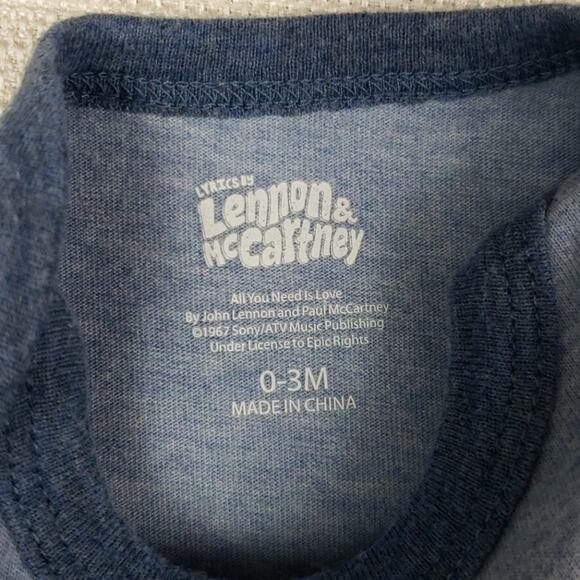 LYRICS BY
Lennon &
McCartney
All You Need Is Love
By John Lennon and Paul McCartney
©1967 Sony/ATV Music Publishing
Under License to Epic Rights
0-3M
MADE IN CHINA